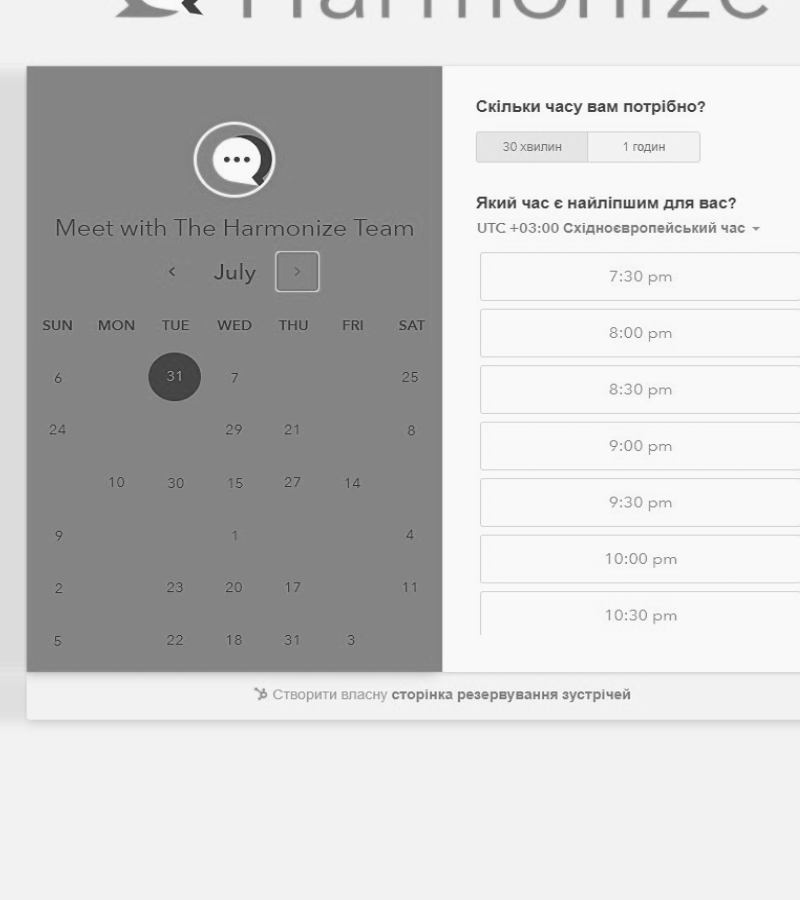 Harmonize
Meet with The Harmonize Team
July
SUN MON TUE WED THU FRI SAT
6 31 7 25
24 29 21 8
10 30 15 27 14
9 1 4
2 23 20 17 11
5 22 18 31 3
Скільки часу вам потрібно?
30 хвилин 1 годин
Який час є найліпшим для вас?
UTC +03:00 Східноєвропейський час
7:30 pm
8:00 pm
8:30 pm
9:00 pm
9:30 pm
10:00 pm
10:30 pm
Створити власну сторінка резервування зустрічей